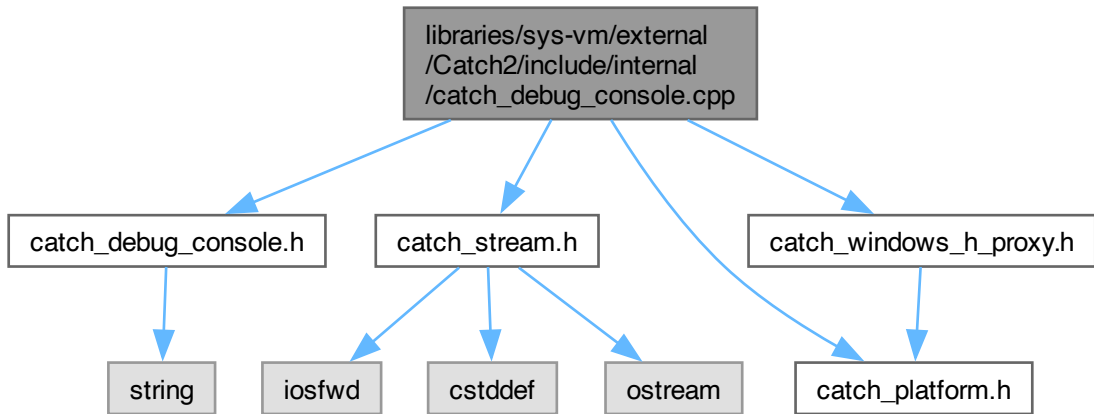 libraries/sys-vm/external
/Catch2/include/internal
/catch_debug_console.cpp
catch_debug_console.h
catch_stream.h
catch_windows_h_proxy.h
string
iosfwd
cstddef
ostream
catch_platform.h